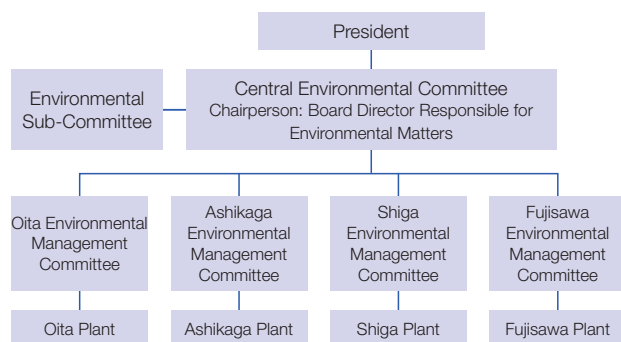 President
Environmental
Sub-Committee
Central Environmental Committee
Chairperson: Board Director Responsible for
Environmental Matters
Oita Environmental
Management
Committee
Ashikaga
Environmental
Management
Committee
Shiga
Environmental
Management
Committee
Fujisawa
Environmental
Management
Committee
Oita Plant
Ashikaga Plant
Shiga Plant
Fujisawa Plant